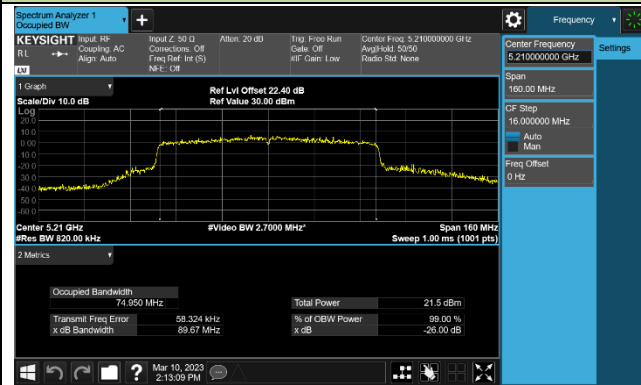 Spectrum Analyzer 1
Occupied BW
Frequency
KEYSIGHT
Input: RF
Input Z: 50 Ω
Atten: 20 dB
Trig: Free Run
Center Freq: 5.210000000 GHz
RL
Coupling: AC
Corrections: Off
Gate: Off
Avg|Hold: 50/50
Align: Auto
Freq Ref: Int (S)
#IF Gain: Low
Radio Std: None
LXI
NFE: Off
Center Frequency
5.210000000 GHz
Settings
Span
160.00 MHz
CF Step
16.000000 MHz
Auto
Man
Freq Offset
0 Hz
1 Graph
Ref Lvl Offset 22.40 dB
Scale/Div 10.0 dB
Ref Value 30.00 dBm
Log
20.0
10.0
0.00
-10.0
-20.0
-30.0
-40.0
-50.0
-60.0
Center 5.21 GHz
#Video BW 2.7000 MHz*
Span 160 MHz
#Res BW 820.00 kHz
Sweep 1.00 ms (1001 pts)
2 Metrics
Occupied Bandwidth
74.950 MHz
Total Power
21.5 dBm
Transmit Freq Error
58.324 kHz
% of OBW Power
99.00 %
x dB Bandwidth
89.67 MHz
x dB
-26.00 dB
Mar 10, 2023
2:13:09 PM